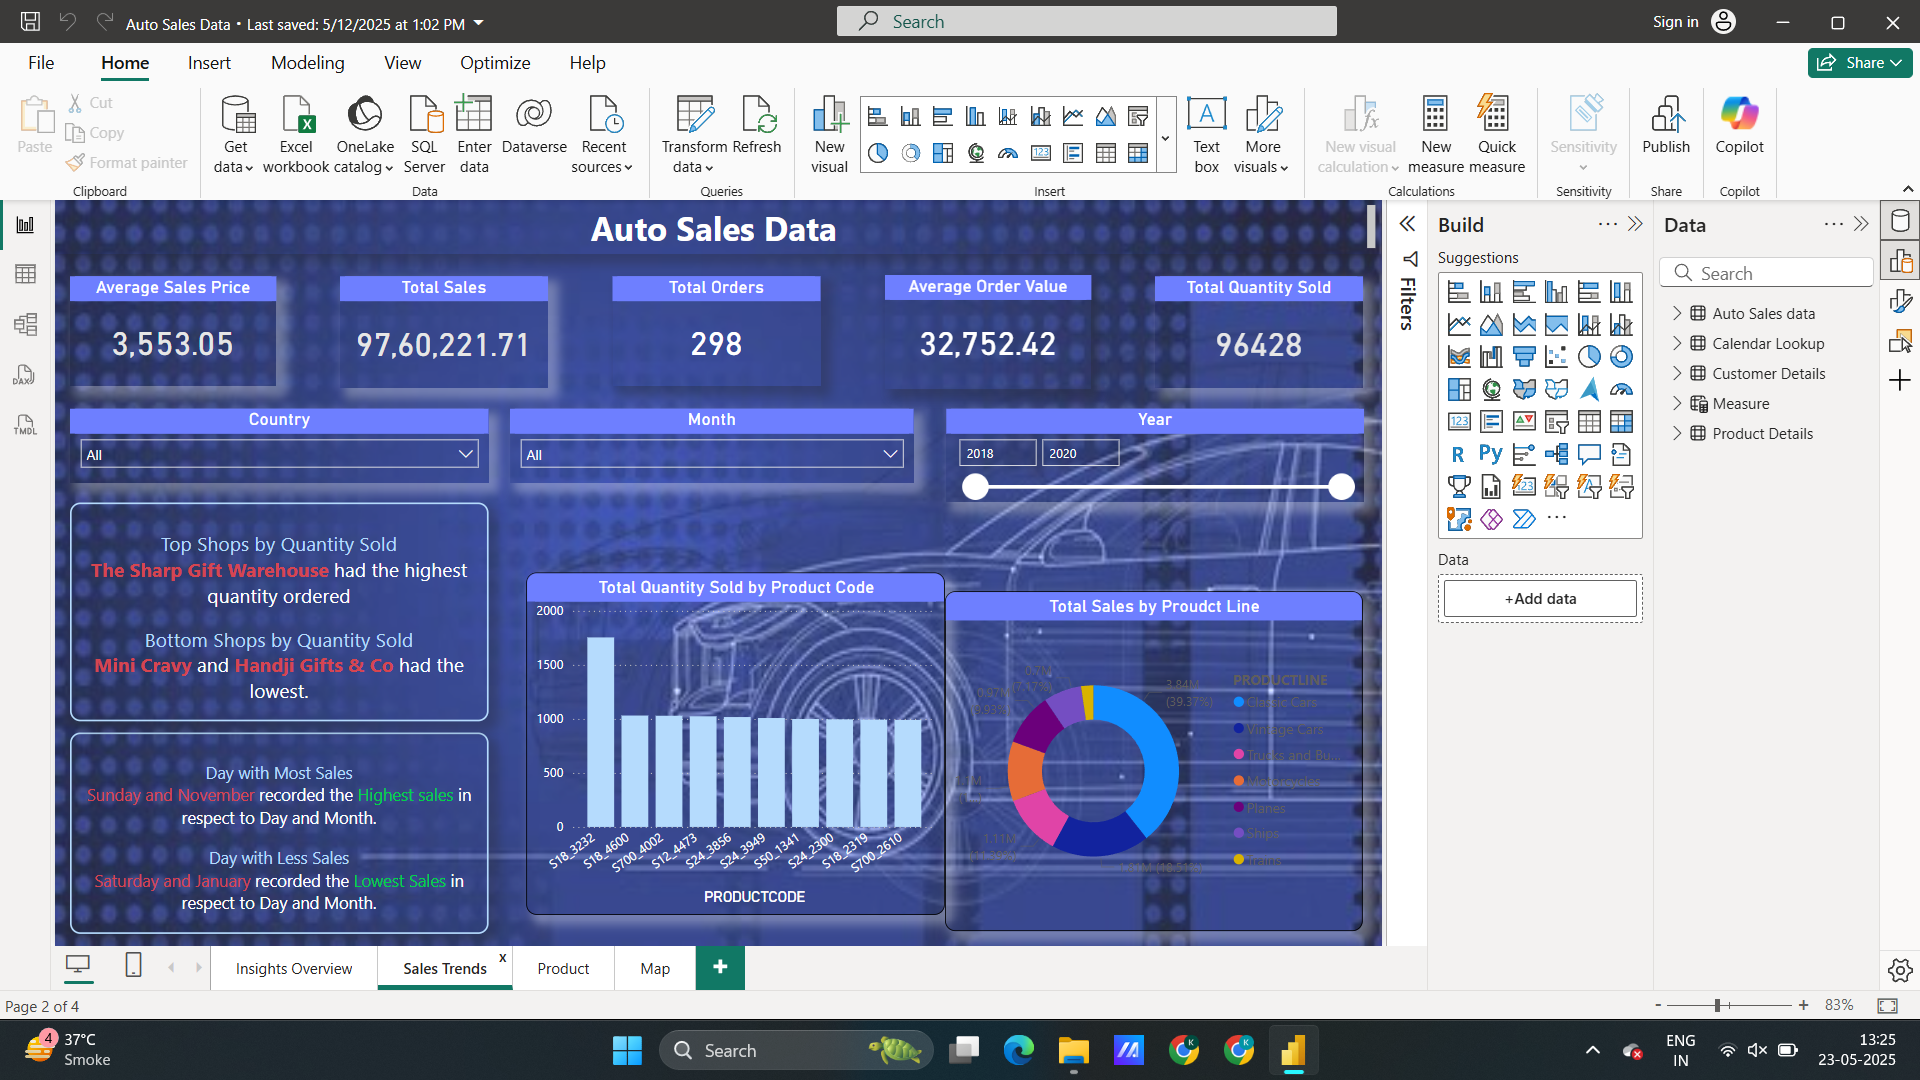 Auto Sales Data • Last saved: 5/12/2025 at 1:02 PM
Search
Sign in
File Home Insert Modeling View Optimize Help
Share
Paste
Cut
Copy
Format painter
Clipboard
Get data
Excel workbook
OneLake catalog
SQL Server
Enter data
Dataverse
Recent sources
Data
Transform data
Refresh
Queries
New visual
Text box
More visuals
Insert
New visual calculation
New measure
Quick measure
Calculations
Sensitivity
Sensitivity
Publish
Share
Copilot
Copilot
Auto Sales Data
Average Sales Price
3,553.05
Total Sales
97,60,221.71
Total Orders
298
Average Order Value
32,752.42
Total Quantity Sold
96428
Country
All
Month
All
Year
2018 2020
Top Shops by Quantity Sold
The Sharp Gift Warehouse had the highest
quantity ordered
Bottom Shops by Quantity Sold
Mini Cravy and Handji Gifts & Co had the
lowest.
Day with Most Sales
Sunday and November recorded the Highest sales in
respect to Day and Month.
Day with Less Sales
Saturday and January recorded the Lowest Sales in
respect to Day and Month.
Total Quantity Sold by Product Code
2000
1500
1000
500
0
S18_3232 S18_4600 S700_4002 S12_4473 S24_3856 S24_3949 S50_1341 S24_2300 S18_2319 S700_2610
PRODUCTCODE
Total Sales by Proudct Line
3.84M
(39.37%)
1.11M
PRODUCTLINE
Classic Cars
Vintage Cars
Trucks and Bu...
Motorcycles
Planes
Ships
Trains
Filters
Build
Suggestions
Data
+Add data
Data
Search
Auto Sales data
Calendar Lookup
Customer Details
Measure
Product Details
Insights Overview
Sales Trends
Product
Map
Page 2 of 4
83%
4
37°C
Smoke
Search
ENG
IN
13:25
23-05-2025